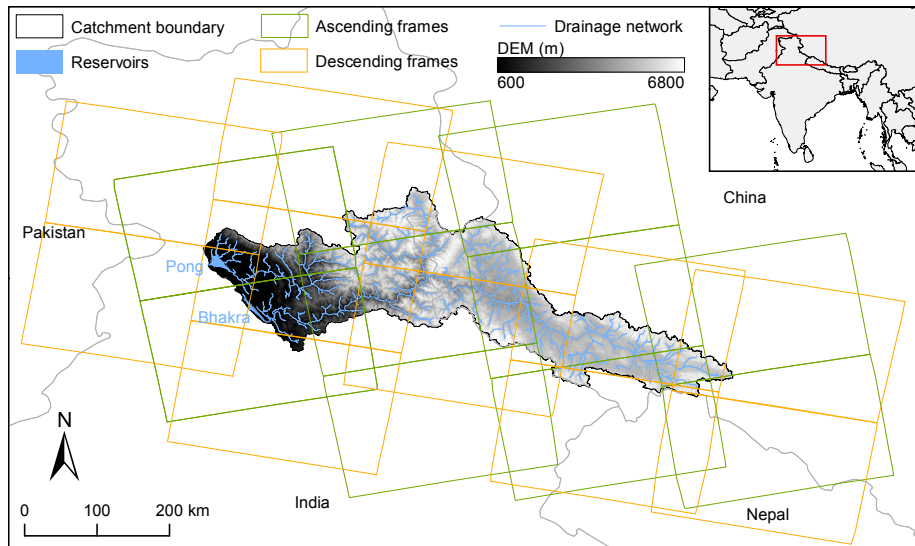 Catchment boundary
Ascending frames
Drainage network
Reservoirs
Descending frames
DEM (m)
600
6800
China
Pakistan
Pong
Bhakra
N
0
100
200 km
India
Nepal